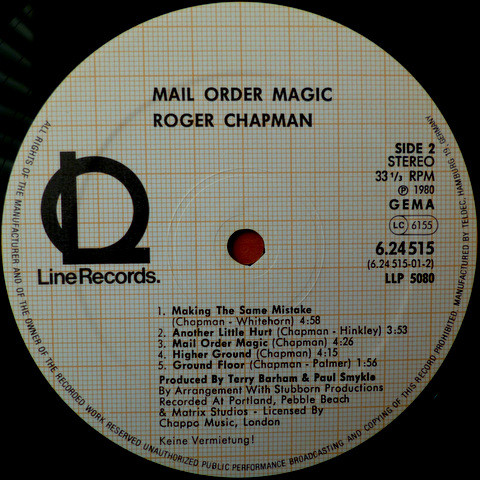 MAIL ORDER MAGIC
ROGER CHAPMAN
SIDE 2
STEREO
33 1/3 RPM
Ⓟ 1980
GEMA
LC 6155
6.24515
(6.24 515-01-2)
LLP 5080
Line Records.
1. Making The Same Mistake
(Chapman - Whitehorn) 4:58
2. Another Little Hurt (Chapman - Hinkley) 3:53
3. Mail Order Magic (Chapman) 4:26
4. Higher Ground (Chapman) 4:15
5. Ground Floor (Chapman - Palmer) 1:56
Produced By Terry Barham & Paul Smykle
By Arrangement With Stubborn Productions
Recorded At Portland, Pebble Beach
& Matrix Studios - Licensed By
Chappo Music, London
Keine Vermietung!
ALL RIGHTS OF THE MANUFACTURER AND OF THE OWNER OF THE RECORDED WORK RESERVED UNAUTHORIZED PUBLIC PERFORMANCE BROADCASTING AND COPYING OF THIS RECORD PROHIBITED. MANUFACTURED BY TELDEC, HAMBURG 19, GERMANY